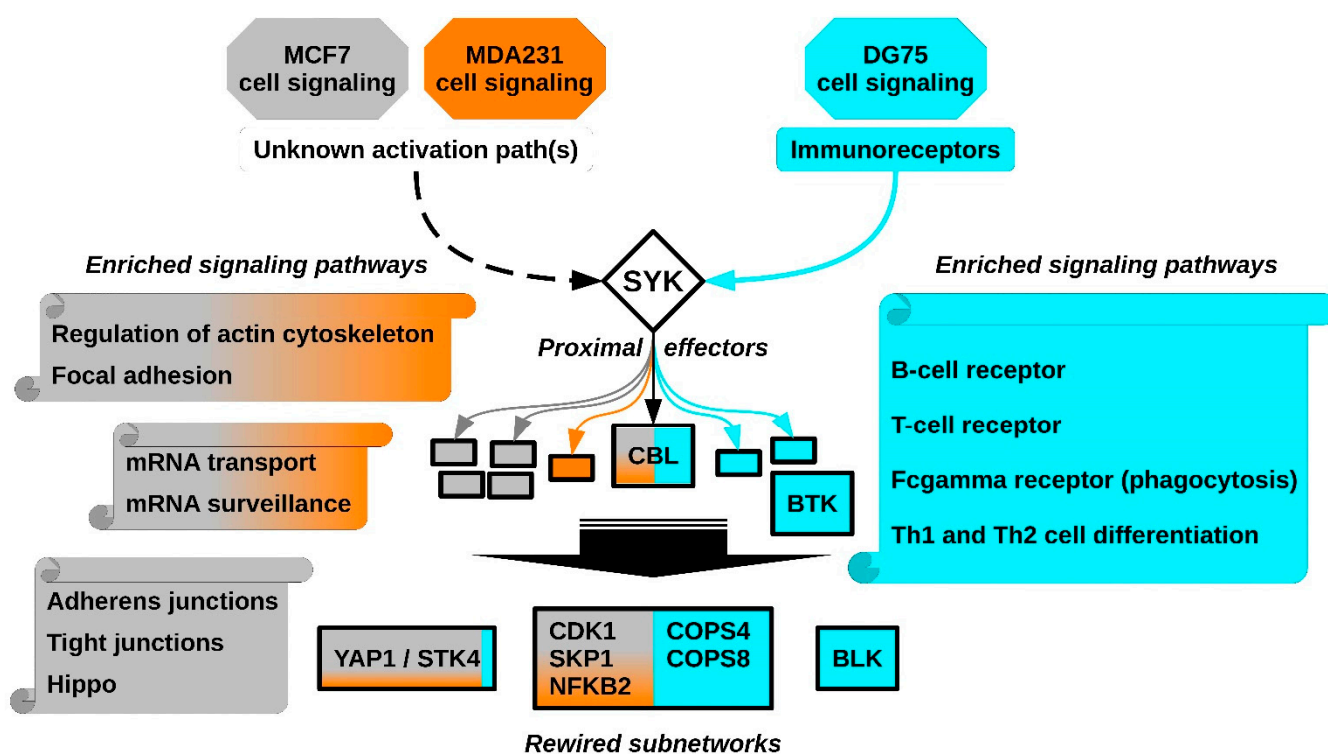 MCF7
cell signaling
MDA231
cell signaling
DG75
cell signaling
Unknown activation path(s)
Immunoreceptors
SYK
Enriched signaling pathways
Regulation of actin cytoskeleton
Focal adhesion
mRNA transport
mRNA surveillance
Adherens junctions
Tight junctions
Hippo
Proximal effectors
CBL
BTK
Enriched signaling pathways
B-cell receptor
T-cell receptor
Fcgamma receptor (phagocytosis)
Th1 and Th2 cell differentiation
YAP1 / STK4
CDK1
SKP1
NFKB2
COPS4
COPS8
BLK
Rewired subnetworks